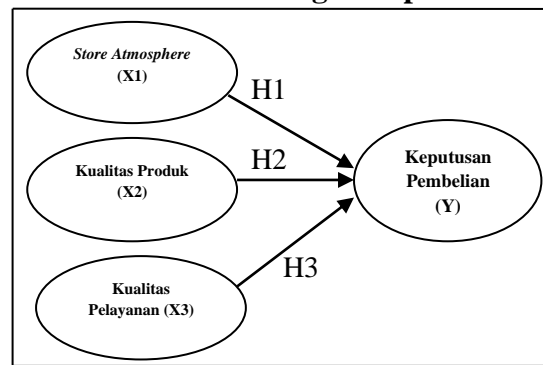 Store Atmosphere
(X1)
H1
Kualitas Produk
(X2)
H2
Keputusan
Pembelian
(Y)
Kualitas
Pelayanan (X3)
H3